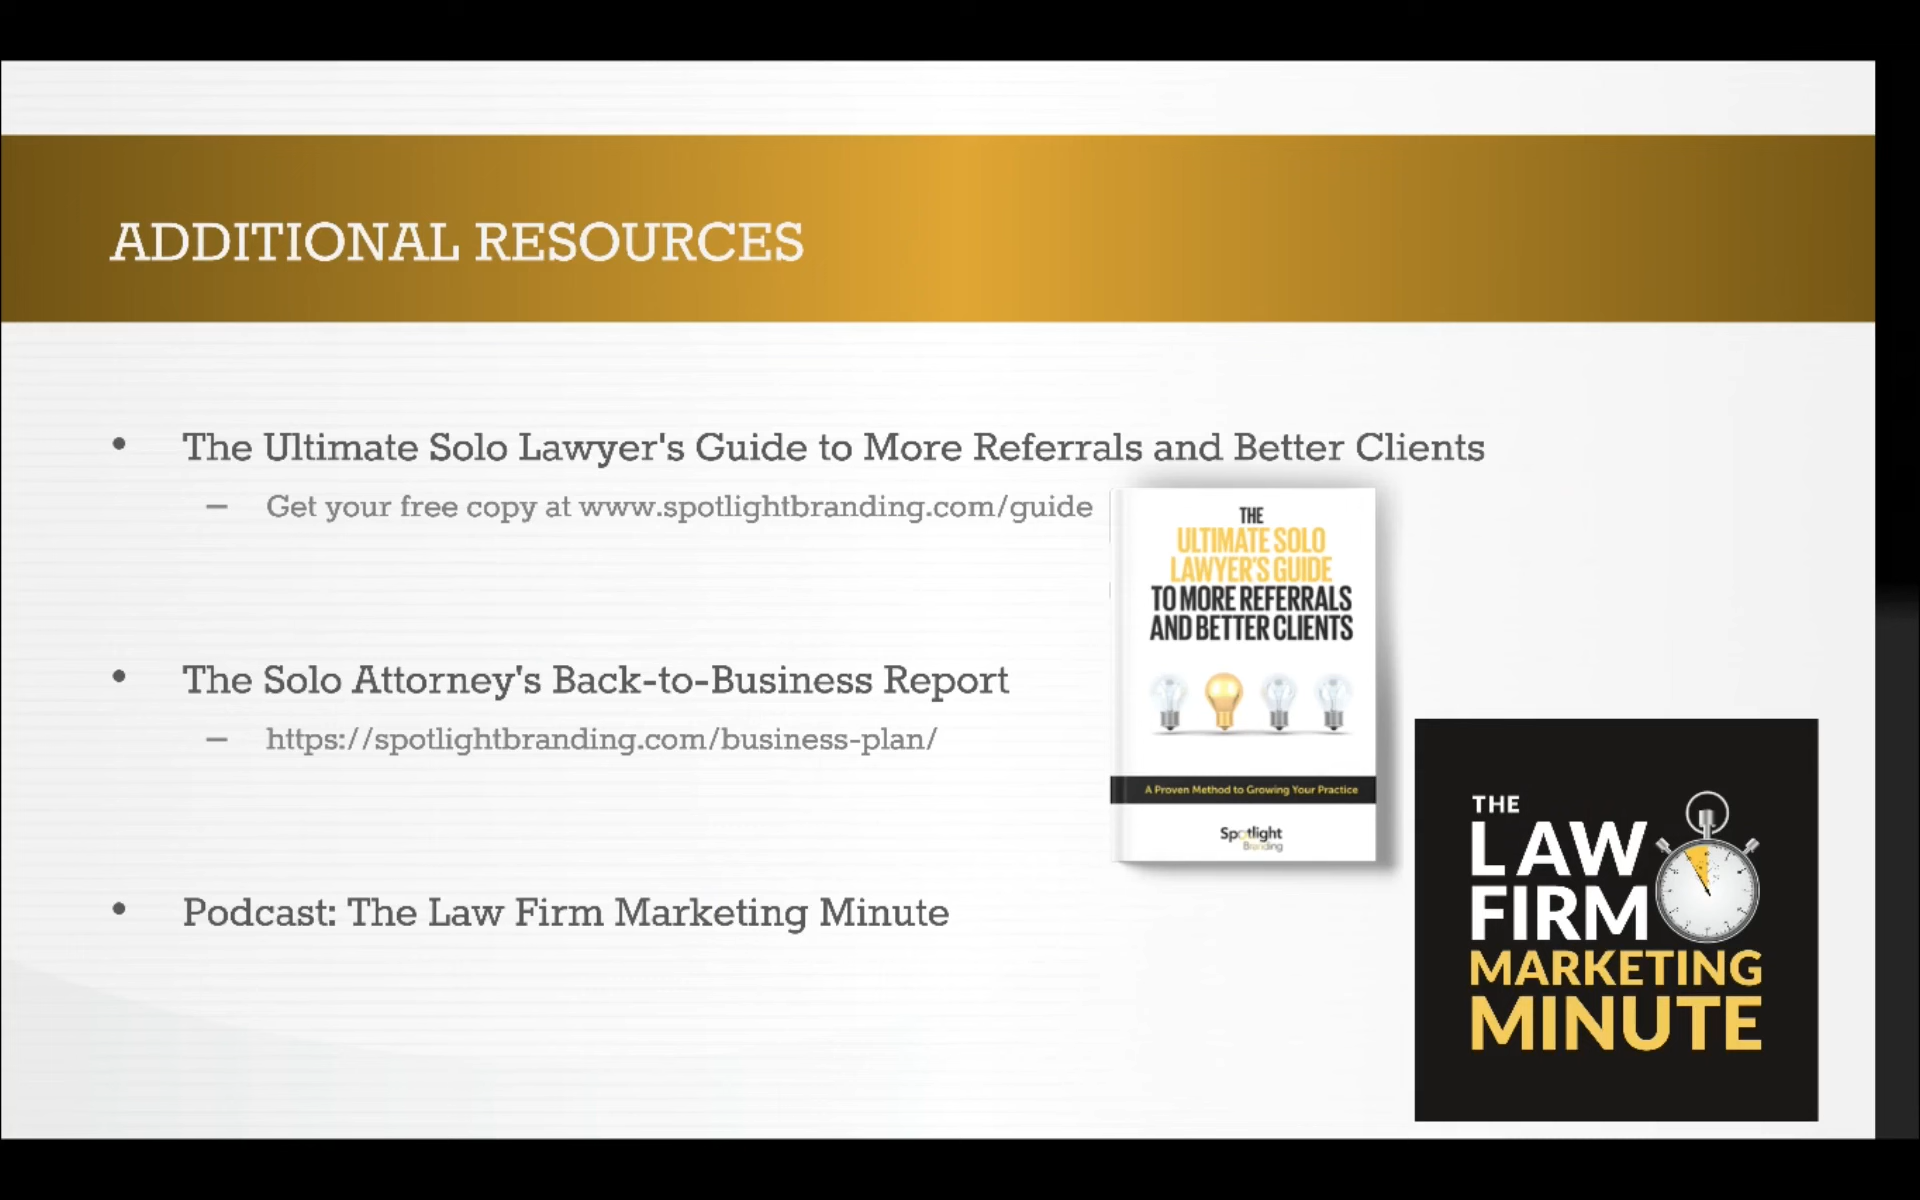 ADDITIONAL RESOURCES
• The Ultimate Solo Lawyer's Guide to More Referrals and Better Clients
– Get your free copy at www.spotlightbranding.com/guide
• The Solo Attorney's Back-to-Business Report
– https://spotlightbranding.com/business-plan/
• Podcast: The Law Firm Marketing Minute
THE
ULTIMATE SOLO
LAWYER'S GUIDE
TO MORE REFERRALS
AND BETTER CLIENTS
A Proven Method to Growing Your Practice
Spotlight
Branding
THE
LAW
FIRM
MARKETING
MINUTE